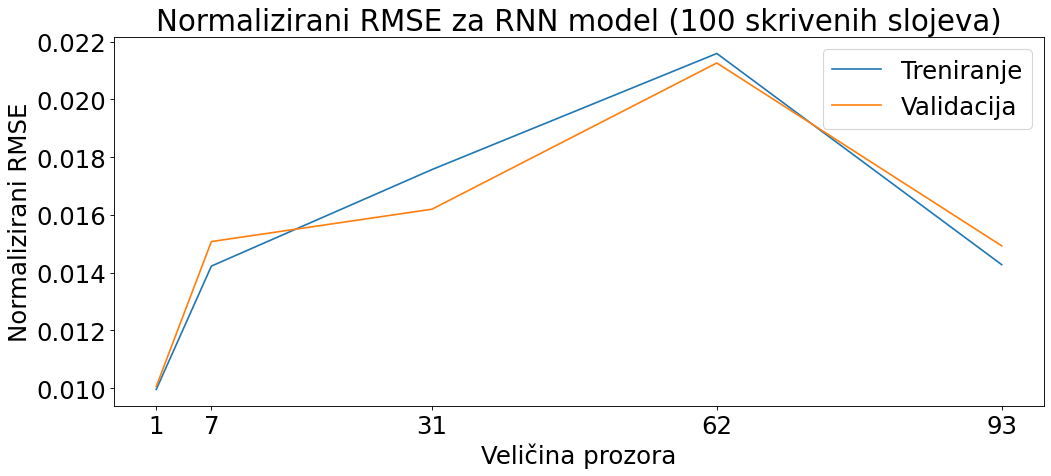 Normalizirani RMSE za RNN model (100 skrivenih slojeva)
0.022
0.020
0.018
0.016
0.014
0.012
0.010
Normalizirani RMSE
Treniranje
Validacija
1 7 31 62 93
Veličina prozora